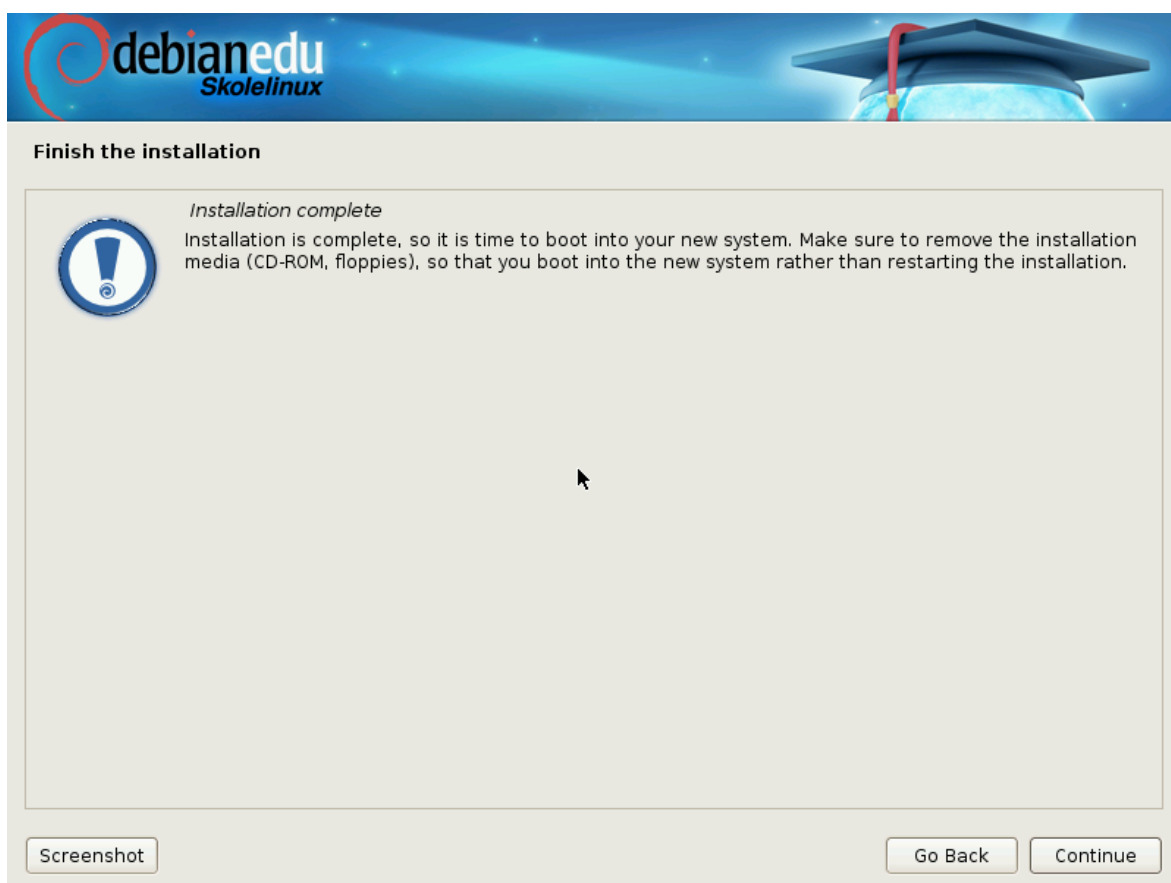 debianedu
Skolelinux
Finish the installation
Installation complete
Installation is complete, so it is time to boot into your new system. Make sure to remove the installation
media (CD-ROM, floppies), so that you boot into the new system rather than restarting the installation.
Screenshot
Go Back
Continue